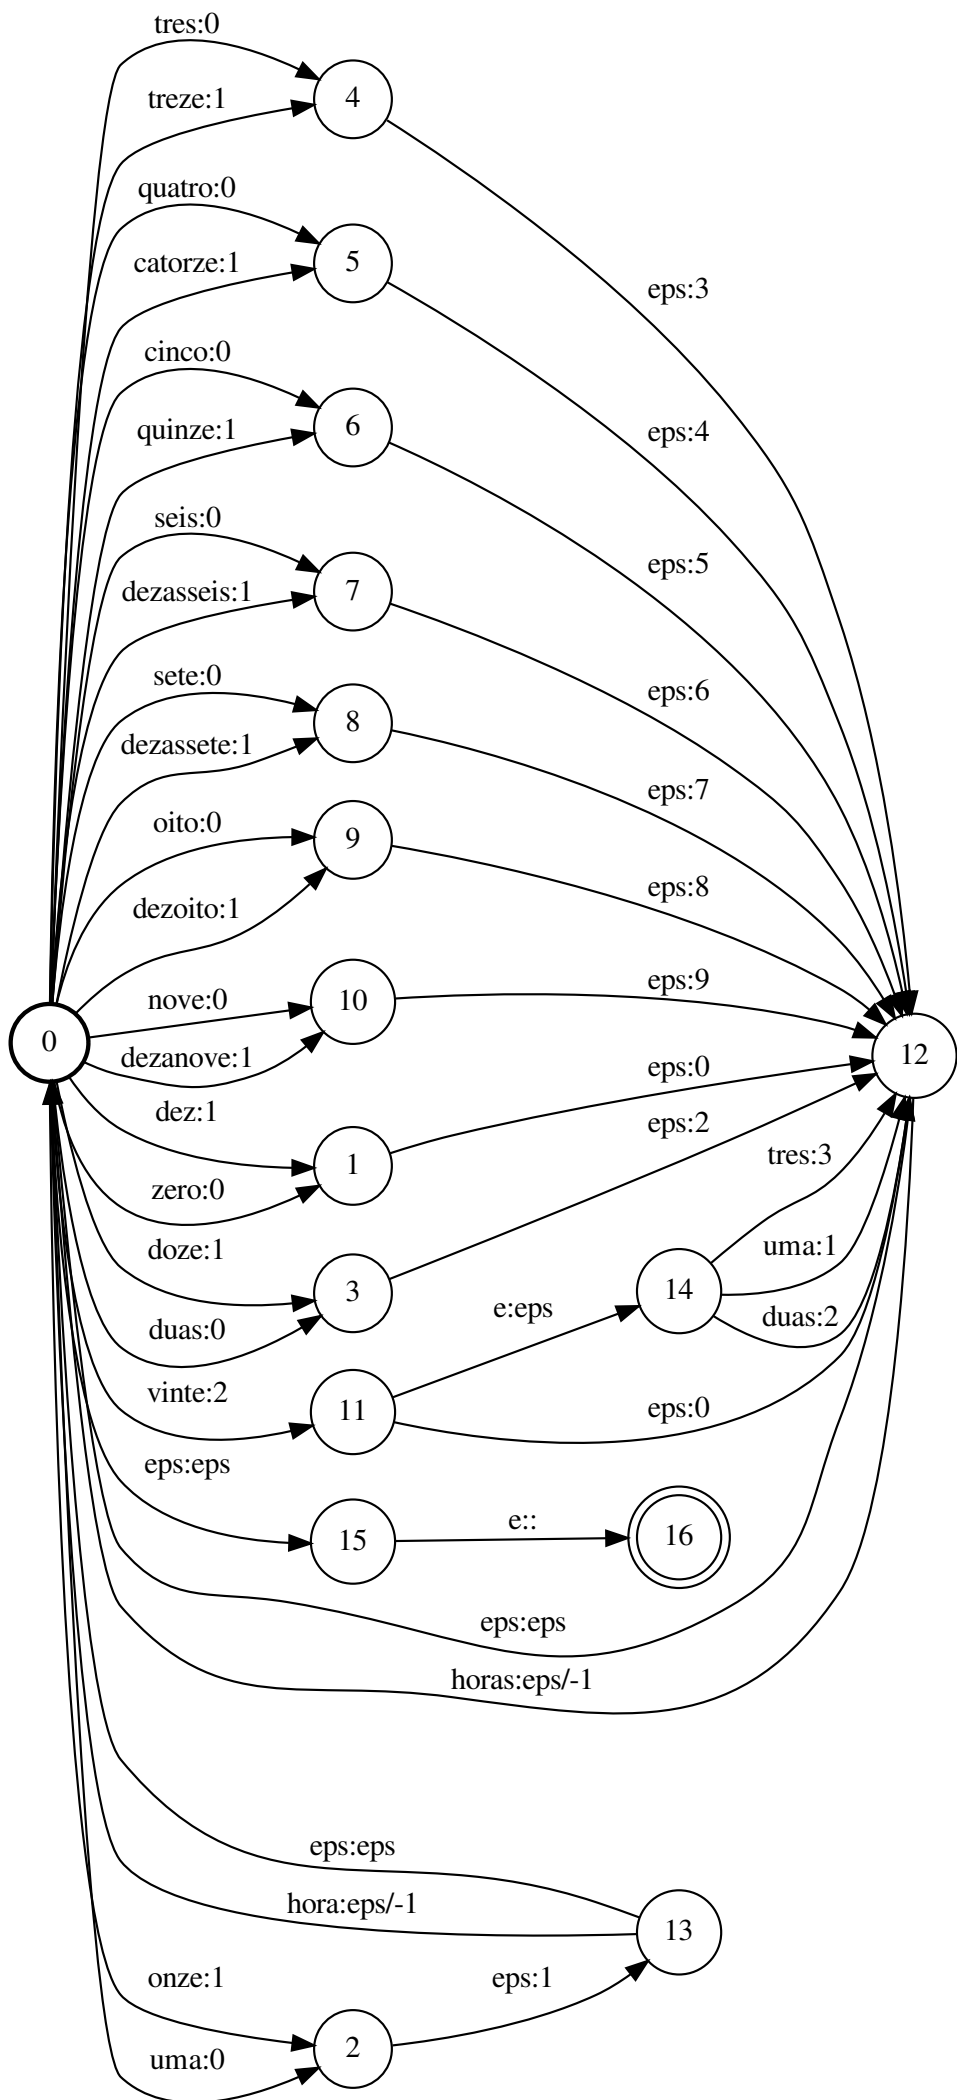 tres:0
4
treze:1
quatro:0
eps:3
5
catorze:1
cinco:0
eps:4
6
quinze:1
seis:0
eps:5
7
dezasseis:1
sete:0
eps:6
8
dezassete:1
eps:7
oito:0
9
eps:8
dezoito:1
eps:9
nove:0
10
0
dezanove:1
12
eps:0
dez:1
eps:2
1
tres:3
zero:0
uma:1
doze:1
3
14
e:eps
duas:2
duas:0
vinte:2
11
eps:0
eps:eps
e::
15
16
eps:eps
horas:eps/-1
eps:eps
hora:eps/-1
13
onze:1
eps:1
2
uma:0